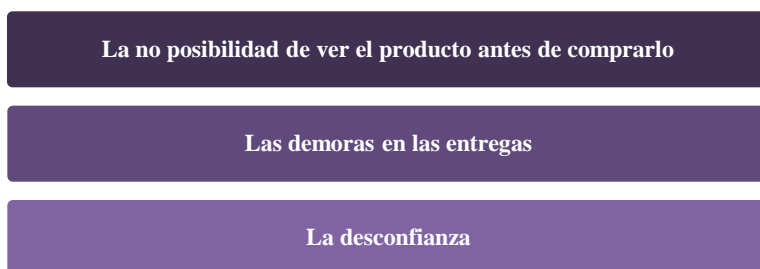 La no posibilidad de ver el producto antes de comprarlo
Las demoras en las entregas
La desconfianza